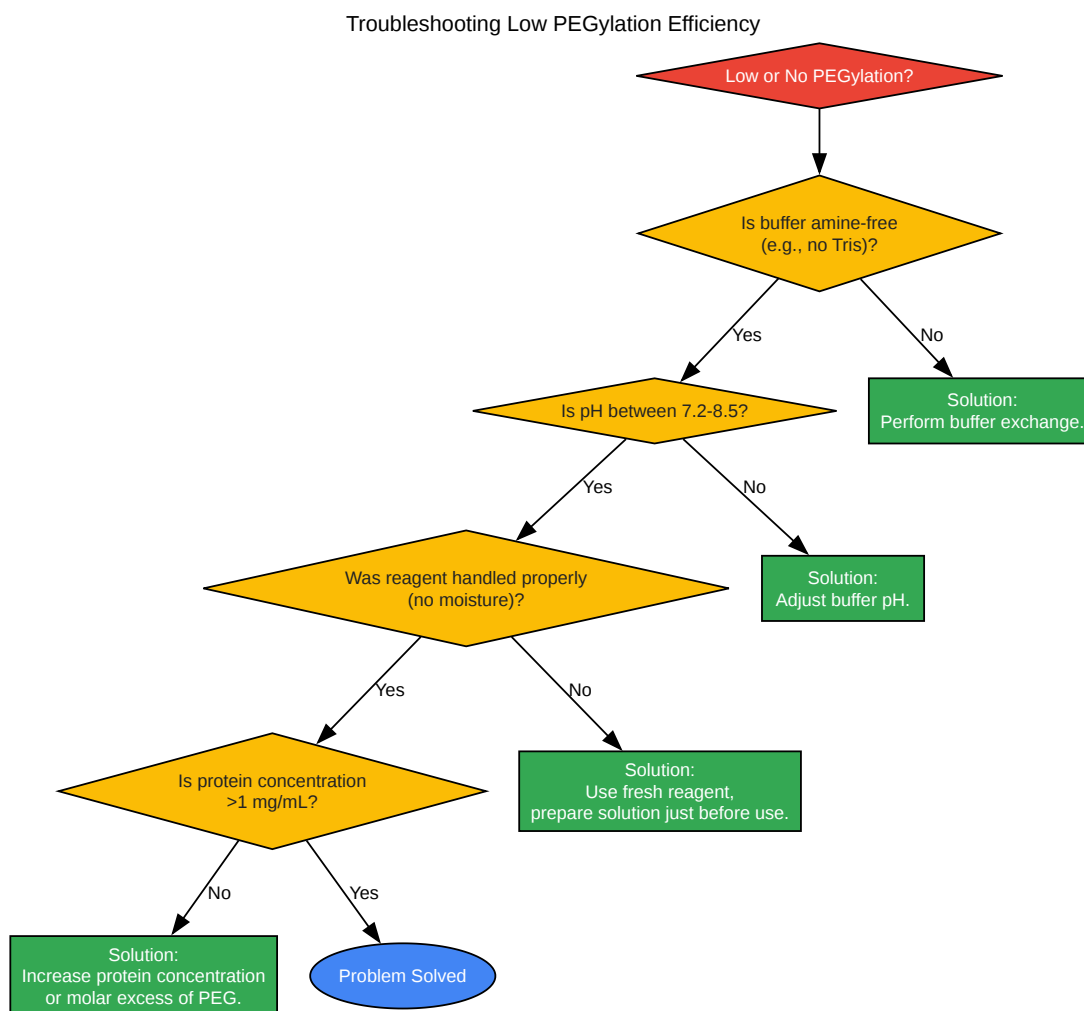 Troubleshooting Low PEGylation Efficiency
Low or No PEGylation?
Is buffer amine-free
(e.g., no Tris)?
Yes
No
Is pH between 7.2-8.5?
Solution:
Perform buffer exchange.
Yes
No
Was reagent handled properly
(no moisture)?
Solution:
Adjust buffer pH.
Yes
No
Is protein concentration
>1 mg/mL?
Solution:
Use fresh reagent,
prepare solution just before use.
No
Yes
Solution:
Increase protein concentration
or molar excess of PEG.
Problem Solved